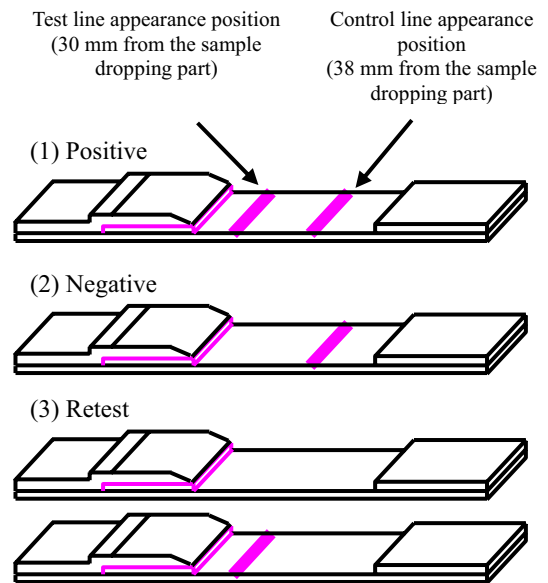 Test line appearance position
(30 mm from the sample
dropping part)
Control line appearance
position
(38 mm from the sample
dropping part)
(1) Positive
(2) Negative
(3) Retest